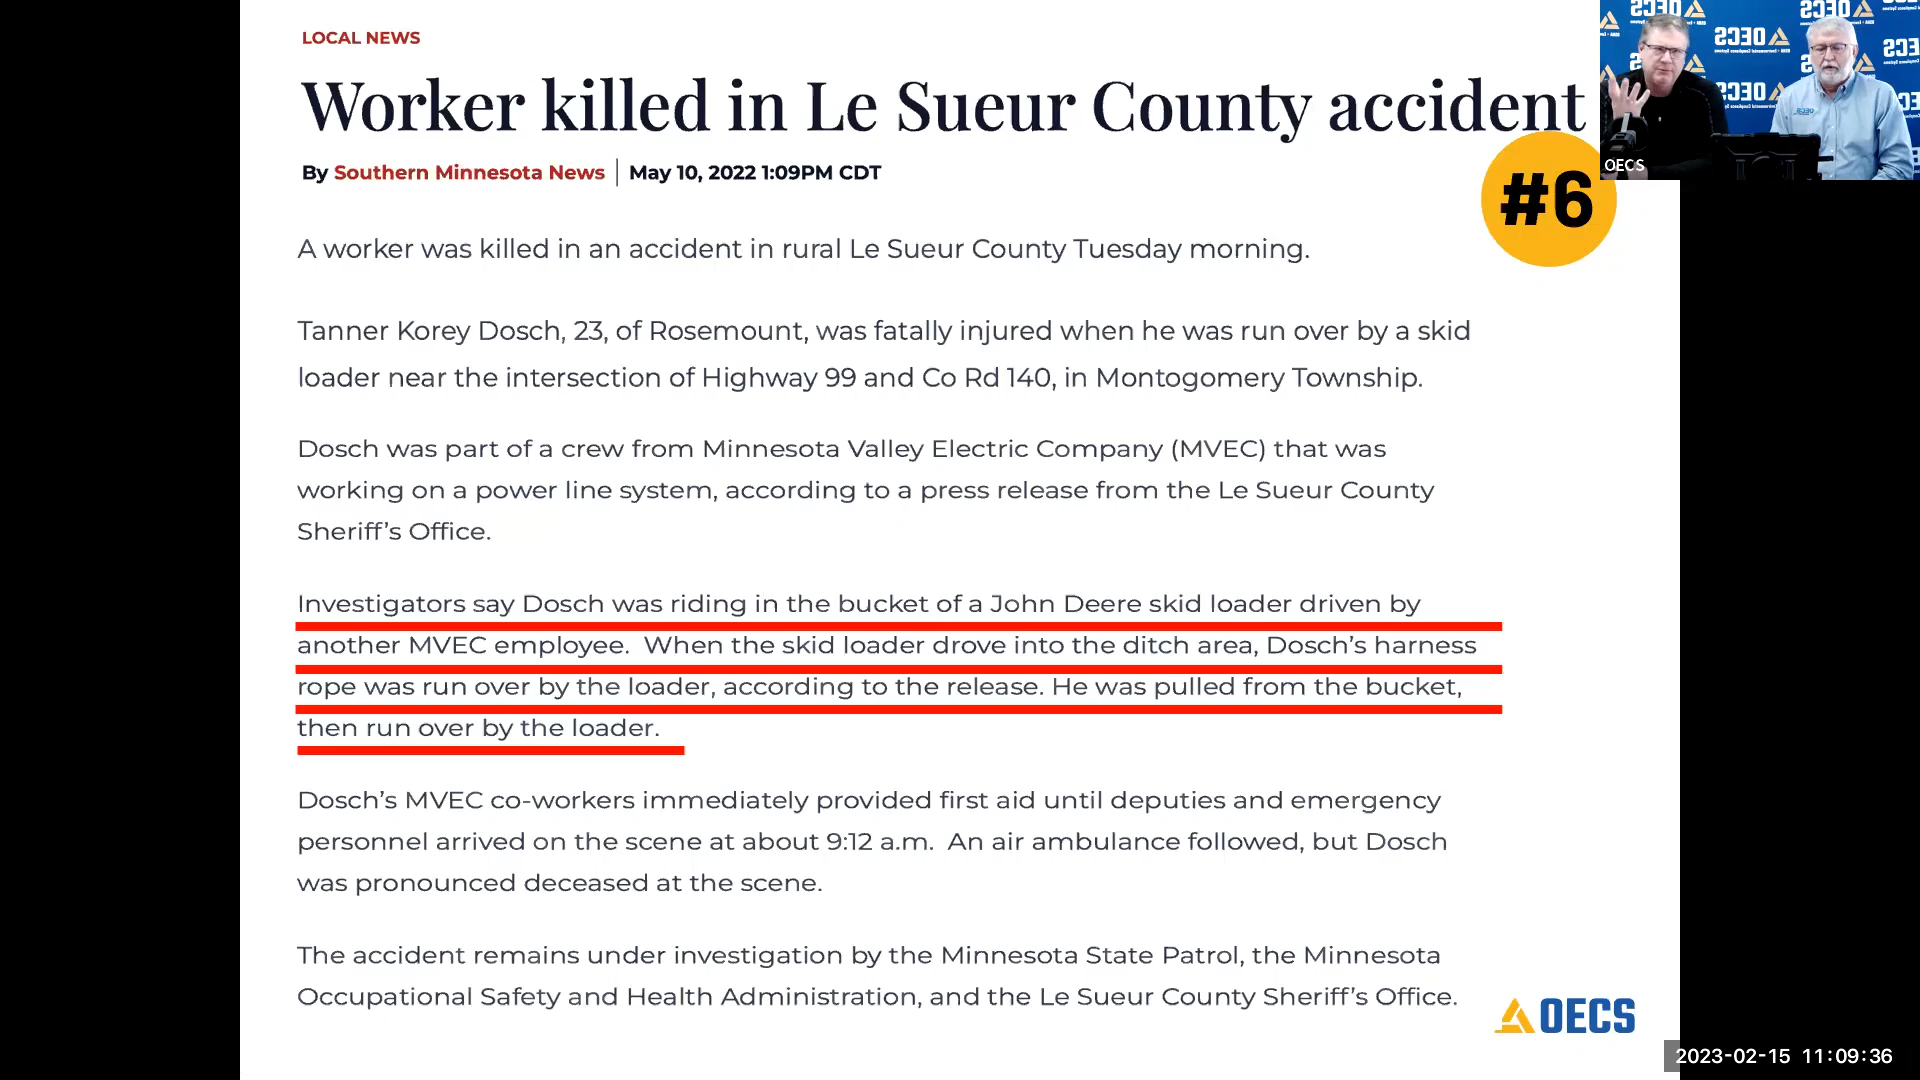 LOCAL NEWS
Worker killed in Le Sueur County accident
By Southern Minnesota News | May 10, 2022 1:09PM CDT
#6
OECS
A worker was killed in an accident in rural Le Sueur County Tuesday morning.
Tanner Korey Dosch, 23, of Rosemount, was fatally injured when he was run over by a skid
loader near the intersection of Highway 99 and Co Rd 140, in Montogomery Township.
Dosch was part of a crew from Minnesota Valley Electric Company (MVEC) that was
working on a power line system, according to a press release from the Le Sueur County
Sheriff’s Office.
Investigators say Dosch was riding in the bucket of a John Deere skid loader driven by
another MVEC employee.  When the skid loader drove into the ditch area, Dosch’s harness
rope was run over by the loader, according to the release. He was pulled from the bucket,
then run over by the loader.
Dosch’s MVEC co-workers immediately provided first aid until deputies and emergency
personnel arrived on the scene at about 9:12 a.m.  An air ambulance followed, but Dosch
was pronounced deceased at the scene.
The accident remains under investigation by the Minnesota State Patrol, the Minnesota
Occupational Safety and Health Administration, and the Le Sueur County Sheriff’s Office.
OECS
2023-02-15 11:09:36